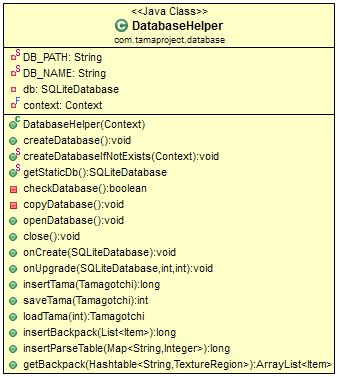 <<Java Class>>
DatabaseHelper
com.tamaproject.database
DB_PATH: String
DB_NAME: String
db: SQLiteDatabase
context: Context
DatabaseHelper(Context)
createDatabase():void
createDatabaseIfNotExists(Context):void
getStaticDb():SQLiteDatabase
checkDatabase():boolean
copyDatabase():void
openDatabase():void
close():void
onCreate(SQLiteDatabase):void
onUpgrade(SQLiteDatabase,int,int):void
insertTama(Tamagotchi):long
saveTama(Tamagotchi):int
loadTama(int):Tamagotchi
insertBackpack(List<Item>):long
insertParseTable(Map<String,Integer>):long
getBackpack(Hashtable<String,TextureRegion>):ArrayList<Item>